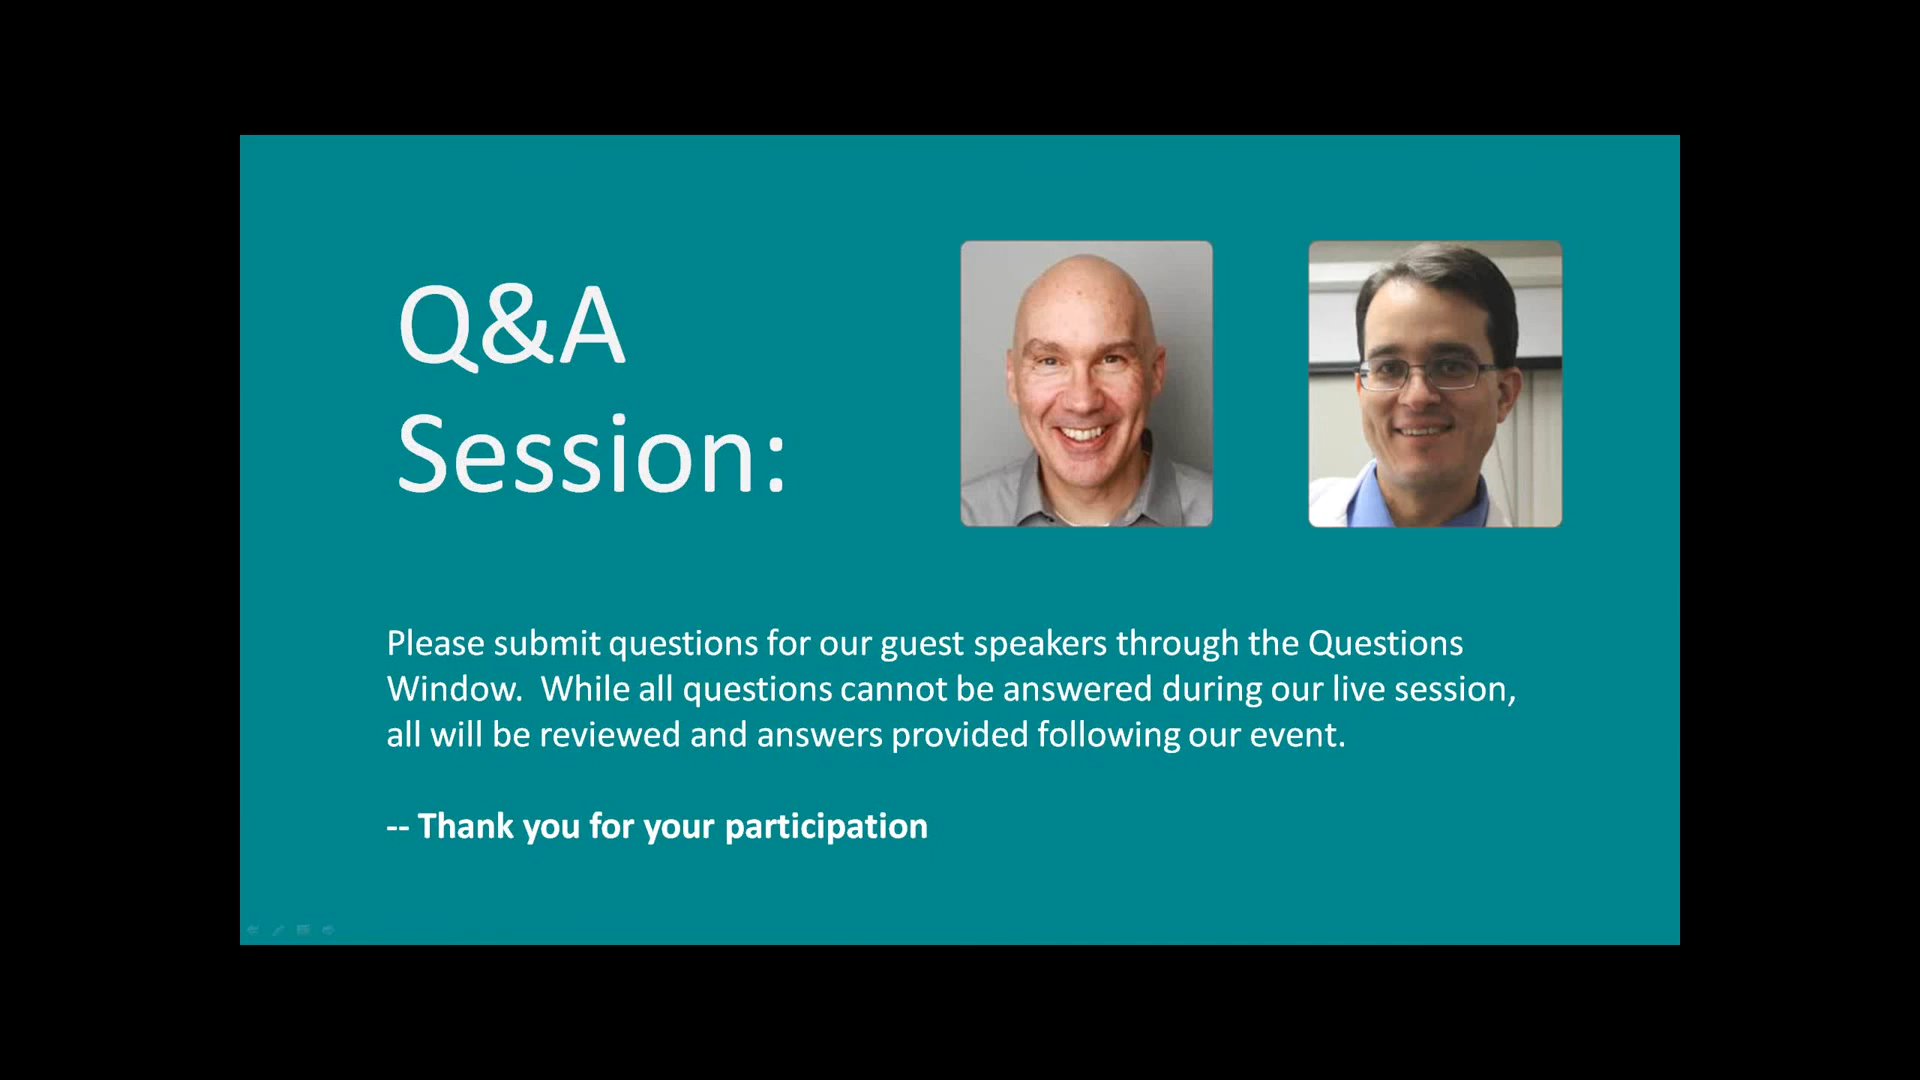 Q&A
Session:
Please submit questions for our guest speakers through the Questions
Window.  While all questions cannot be answered during our live session,
all will be reviewed and answers provided following our event.
-- Thank you for your participation